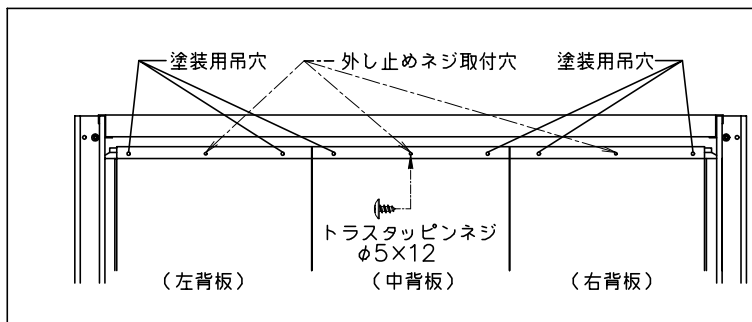 塗装用吊穴
外し止めネジ取付穴
塗装用吊穴
トラスタッピンネジ
φ5×12
(左背板)
(中背板)
(右背板)